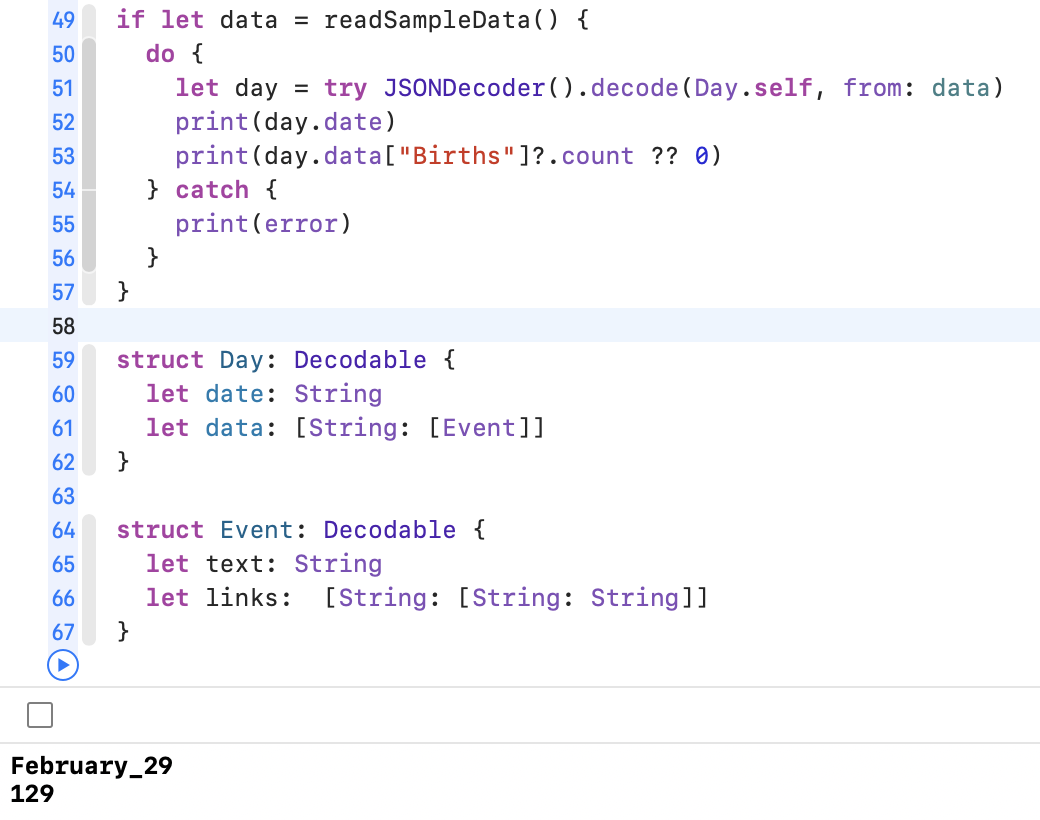 49 if let data = readSampleData() {
50   do {
51     let day = try JSONDecoder().decode(Day.self, from: data)
52     print(day.date)
53     print(day.data["Births"]?.count ?? 0)
54   } catch {
55     print(error)
56   }
57 }
58
59 struct Day: Decodable {
60   let date: String
61   let data: [String: [Event]]
62 }
63
64 struct Event: Decodable {
65   let text: String
66   let links:  [String: [String: String]]
67 }
February_29
129